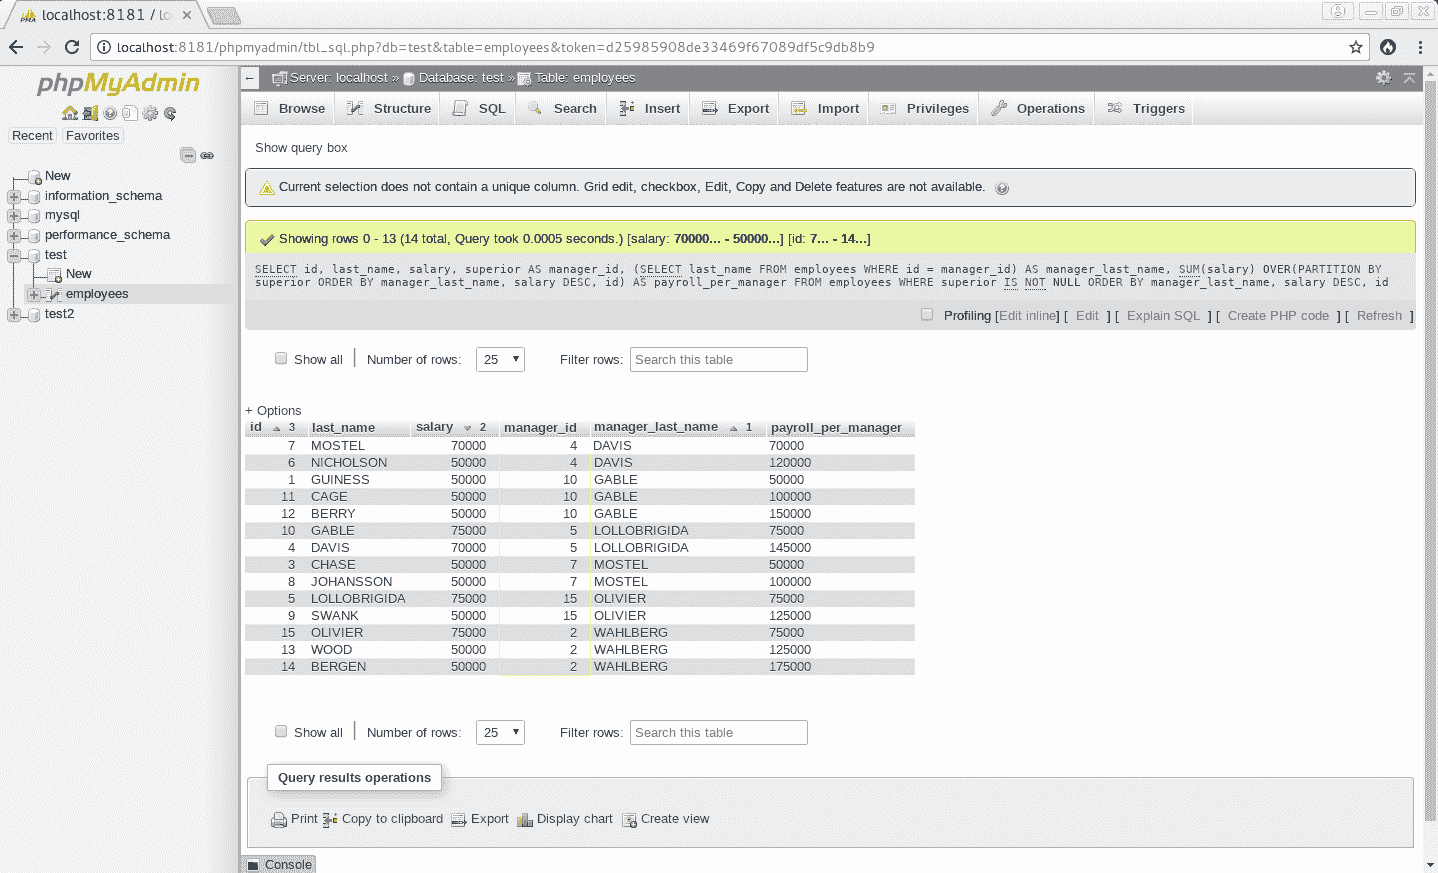 localhost:8181 / lo
localhost:8181/phpmyadmin/tbl_sql.php?db=test&table=employees&token=d25985908de33469f67089df5c9db8b9
phpMyAdmin
Recent Favorites
New
information_schema
mysql
performance_schema
test
New
employees
test2
Server: localhost » Database: test » Table: employees
Browse Structure SQL Search Insert Export Import Privileges Operations Triggers
Show query box
Current selection does not contain a unique column. Grid edit, checkbox, Edit, Copy and Delete features are not available.
Showing rows 0 - 13 (14 total, Query took 0.0005 seconds.) [salary: 70000... - 50000...] [id: 7... - 14...]
SELECT id, last_name, salary, superior AS manager_id, (SELECT last_name FROM employees WHERE id = manager_id) AS manager_last_name, SUM(salary) OVER(PARTITION BY
superior ORDER BY manager_last_name, salary DESC, id) AS payroll_per_manager FROM employees WHERE superior IS NOT NULL ORDER BY manager_last_name, salary DESC, id
Profiling [Edit inline] [ Edit ] [ Explain SQL ] [ Create PHP code ] [ Refresh ]
Show all Number of rows: 25 Filter rows: Search this table
+ Options
id 3 last_name salary 2 manager_id manager_last_name 1 payroll_per_manager
7 MOSTEL 70000 4 DAVIS 70000
6 NICHOLSON 50000 4 DAVIS 120000
1 GUINESS 50000 10 GABLE 50000
11 CAGE 50000 10 GABLE 100000
12 BERRY 50000 10 GABLE 150000
10 GABLE 75000 5 LOLLOBRIGIDA 75000
4 DAVIS 70000 5 LOLLOBRIGIDA 145000
3 CHASE 50000 7 MOSTEL 50000
8 JOHANSSON 50000 7 MOSTEL 100000
5 LOLLOBRIGIDA 75000 15 OLIVIER 75000
9 SWANK 50000 15 OLIVIER 125000
15 OLIVIER 75000 2 WAHLBERG 75000
13 WOOD 50000 2 WAHLBERG 125000
14 BERGEN 50000 2 WAHLBERG 175000
Show all Number of rows: 25 Filter rows: Search this table
Query results operations
Print Copy to clipboard Export Display chart Create view
Console